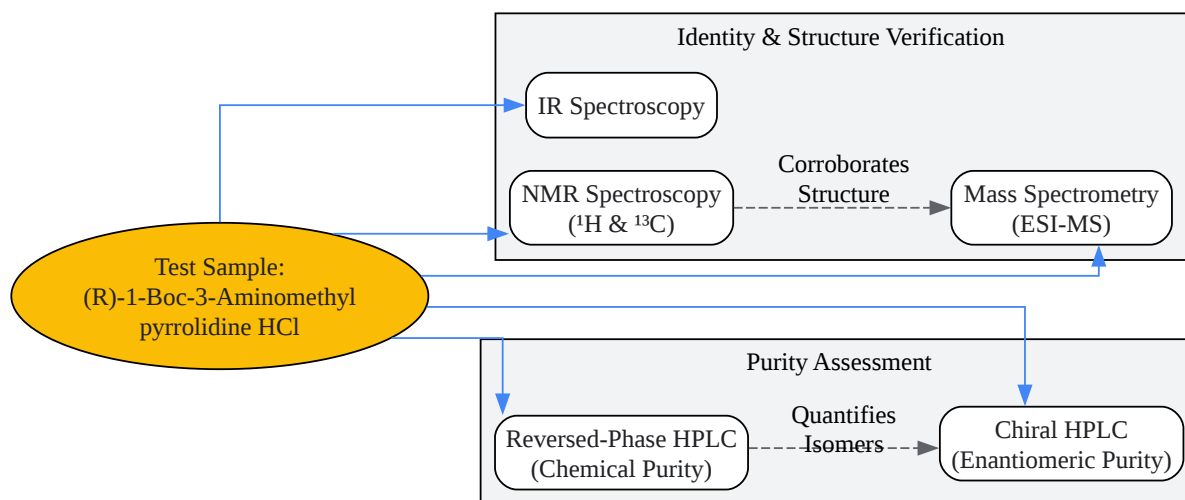 Identity & Structure Verification
IR Spectroscopy
Corroborates
Structure
NMR Spectroscopy
(¹H & ¹³C)
Mass Spectrometry
(ESI-MS)
Test Sample:
(R)-1-Boc-3-Aminomethyl
pyrrolidine HCl
Purity Assessment
Quantifies
Isomers
Reversed-Phase HPLC
(Chemical Purity)
Chiral HPLC
(Enantiomeric Purity)